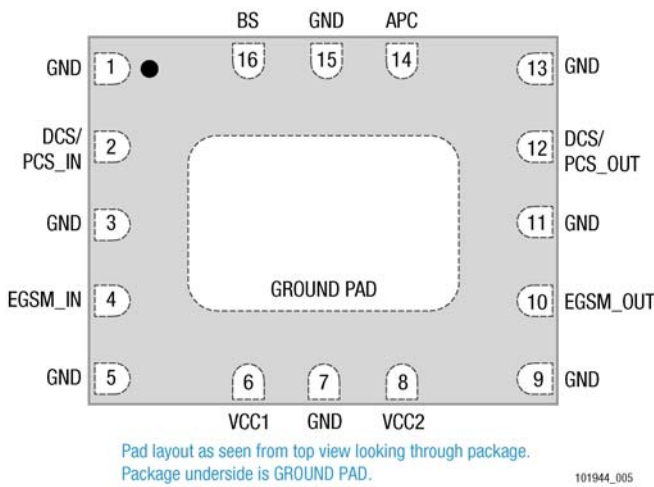 BS GND APC
16 15 14
GND 1 13 GND
DCS/
PCS_IN
2
12
DCS/
PCS_OUT
GND 3 11 GND
EGSM_IN 4 10 EGSM_OUT
GROUND PAD
GND 5 9 GND
6 7 8
VCC1 GND VCC2
Pad layout as seen from top view looking through package.
Package underside is GROUND PAD.
101944_005